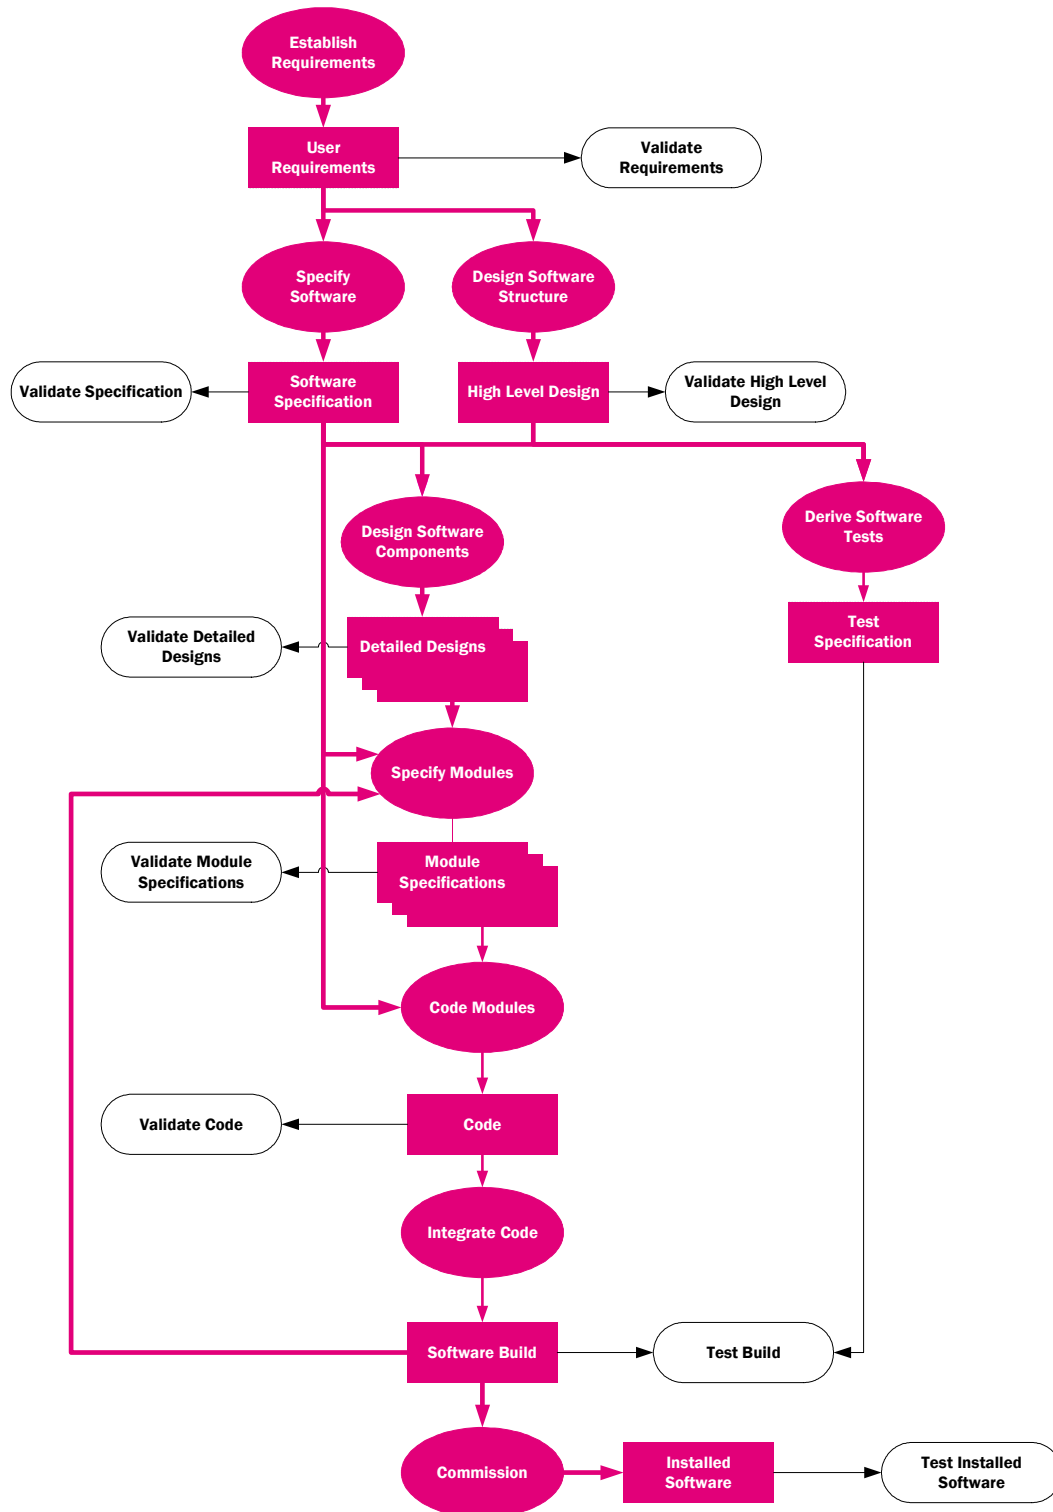 Establish
Requirements
User
Requirements
Validate
Requirements
Specify
Software
Design Software
Structure
Validate Specification
Software
Specification
High Level Design
Validate High Level
Design
Design Software
Components
Derive Software
Tests
Validate Detailed
Designs
Detailed Designs
Test
Specification
Specify Modules
Validate Module
Specifications
Module
Specifications
Code Modules
Validate Code
Code
Integrate Code
Software Build
Test Build
Commission
Installed
Software
Test Installed
Software